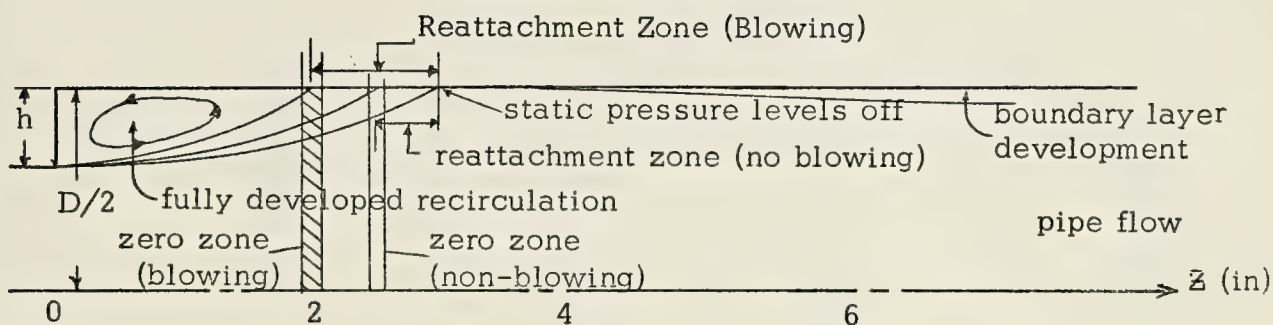 Reattachment Zone (Blowing)
h
static pressure levels off
boundary layer
development
reattachment zone (no blowing)
D/2
fully developed recirculation
zero zone
(blowing)
zero zone
(non-blowing)
pipe flow
Z (in)
0
2
4
6